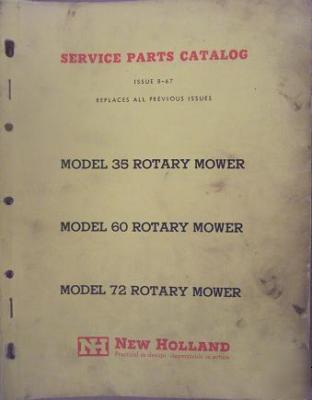 SERVICE PARTS CATALOG
ISSUE 8-67
REPLACES ALL PREVIOUS ISSUES
MODEL 35 ROTARY MOWER
MODEL 60 ROTARY MOWER
MODEL 72 ROTARY MOWER
NH NEW HOLLAND
Practical in design · dependable in action